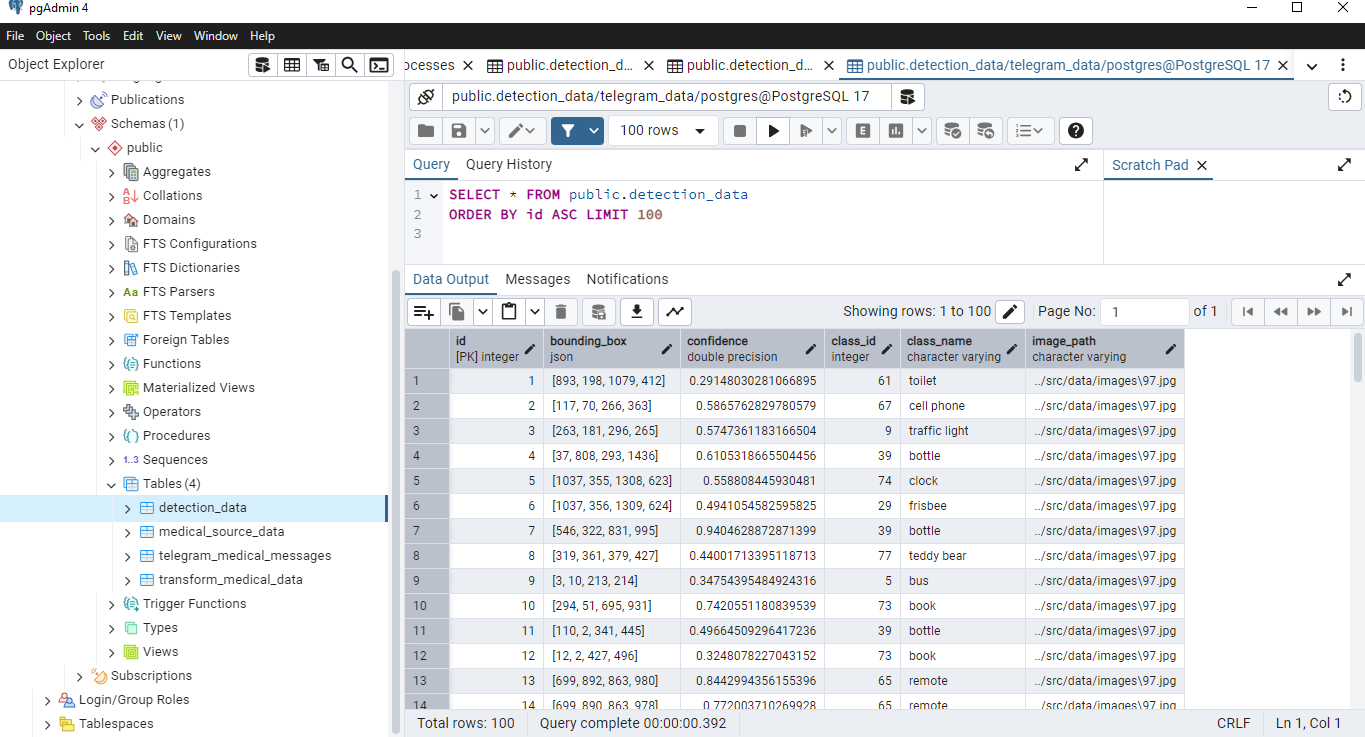 pgAdmin 4
File Object Tools Edit View Window Help
Object Explorer
Publications
Schemas (1)
public
Aggregates
Collations
Domains
FTS Configurations
FTS Dictionaries
Aa FTS Parsers
FTS Templates
Foreign Tables
Functions
Materialized Views
Operators
Procedures
1..3 Sequences
Tables (4)
detection_data
medical_source_data
telegram_medical_messages
transform_medical_data
Trigger Functions
Types
Views
Subscriptions
Login/Group Roles
Tablespaces
ocesses public.detection_d... public.detection_d... public.detection_data/telegram_data/postgres@PostgreSQL 17
public.detection_data/telegram_data/postgres@PostgreSQL 17
100 rows E
Query Query History Scratch Pad
1 SELECT * FROM public.detection_data
2 ORDER BY id ASC LIMIT 100
3
Data Output Messages Notifications
Showing rows: 1 to 100 Page No: 1 of 1
id bounding_box confidence class_id class_name image_path
[PK] integer json double precision integer character varying character varying
1 1 [893, 198, 1079, 412] 0.29148030281066895 61 toilet ../src/data/images\97.jpg
2 2 [117, 70, 266, 363] 0.5865762829780579 67 cell phone ../src/data/images\97.jpg
3 3 [263, 181, 296, 265] 0.5747361183166504 9 traffic light ../src/data/images\97.jpg
4 4 [37, 808, 293, 1436] 0.6105318665504456 39 bottle ../src/data/images\97.jpg
5 5 [1037, 355, 1308, 623] 0.558808445930481 74 clock ../src/data/images\97.jpg
6 6 [1037, 356, 1309, 624] 0.4941054582595825 29 frisbee ../src/data/images\97.jpg
7 7 [546, 322, 831, 995] 0.9404628872871399 39 bottle ../src/data/images\97.jpg
8 8 [319, 361, 379, 427] 0.44001713395118713 77 teddy bear ../src/data/images\97.jpg
9 9 [3, 10, 213, 214] 0.34754395484924316 5 bus ../src/data/images\97.jpg
10 10 [294, 51, 695, 931] 0.7420551180839539 73 book ../src/data/images\97.jpg
11 11 [110, 2, 341, 445] 0.49664509296417236 39 bottle ../src/data/images\97.jpg
12 12 [12, 2, 427, 496] 0.3248078227043152 73 book ../src/data/images\97.jpg
13 13 [699, 892, 863, 980] 0.8442994356155396 65 remote ../src/data/images\97.jpg
14 14 [699, 890, 863, 978] 0.772003710269928 65 remote ../src/data/images\97.jpg
Total rows: 100 Query complete 00:00:00.392 CRLF Ln 1, Col 1